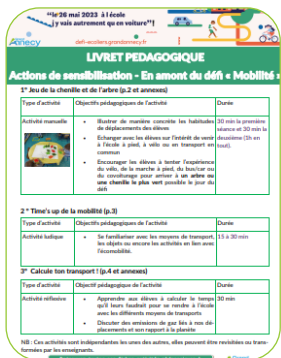 "le 26 mai 2023 à l école
j'y vais autrement qu en voiture"!
Annecy
defi-ecoliers.grandannecy.fr
LIVRET PEDAGOGIQUE
Actions de sensibilisation - En amont du défi « Mobilité »
1° Jeu de la chenille et de l'arbre (p.2 et annexes)
Type d'activité Objectifs pédagogiques de l'activité Durée
Activité manuelle • Illustrer de manière concrète les habitudes de déplacements des élèves 30 min la première séance et 30 min la deuxième (1h en tout).
• Echanger avec les élèves sur l'intérêt de venir à l'école à pied, à vélo ou en transport en commun
• Encourager les élèves à tenter l'expérience du vélo, de la marche à pied, du bus/car ou du covoiturage pour arriver à un arbre ou une chenille le plus vert possible le jour du défi
2 ° Time's up de la mobilité (p.3)
Type d'activité Objectifs pédagogiques de l'activité Durée
Activité ludique • Se familiariser avec les moyens de transport, les objets ou encore les activités en lien avec l'écomobilité. 15 à 30 min
3° Calcule ton transport ! (p.4 et annexes)
Type d'activité Objectif pédagogique de l'activité Durée
Activité réflexive • Apprendre aux élèves à calculer le temps qu'il leurs faudrait pour se rendre à l'école avec les différents moyens de transports 30 min
• Discuter des emissions de gaz liés à nos déplacements et son rapport à la planète
NB : Ces activités sont indépendantes les unes des autres, elles peuvent être revisitées ou transformées par les enseignants.